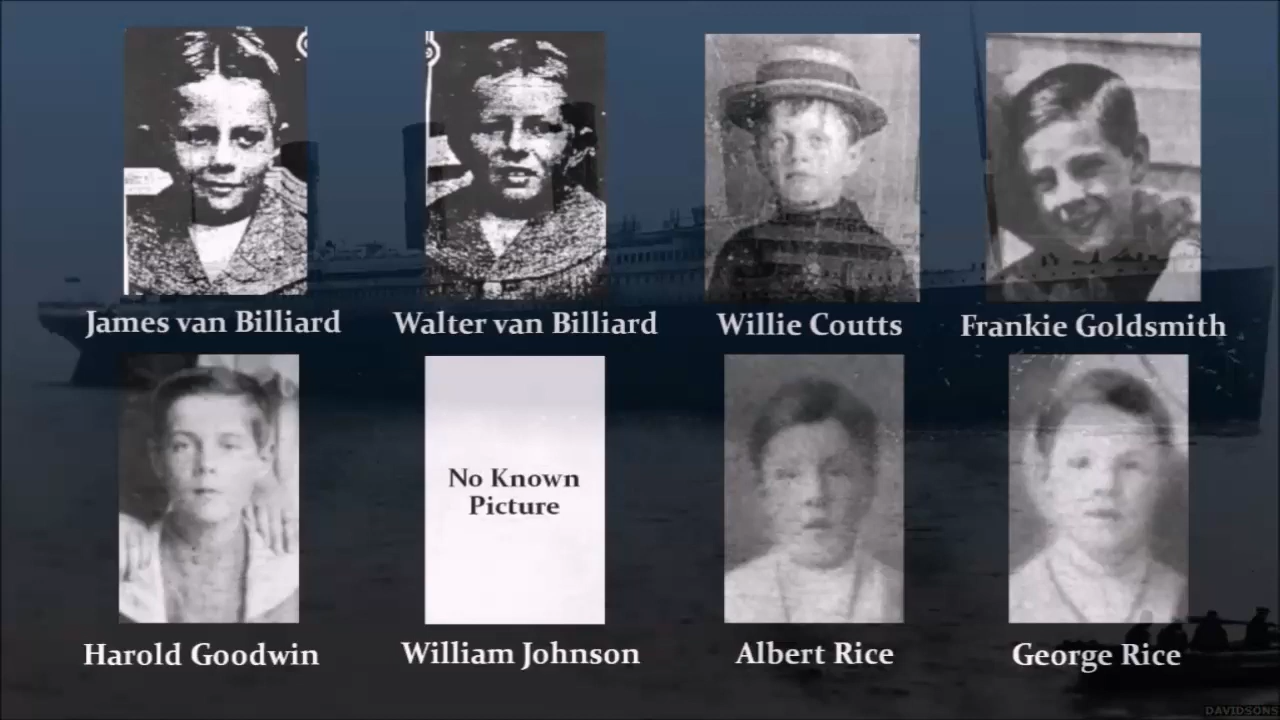 James van Billiard
Walter van Billiard
Willie Coutts
Frankie Goldsmith
No Known
Picture
Harold Goodwin
William Johnson
Albert Rice
George Rice
DAVIDSONS